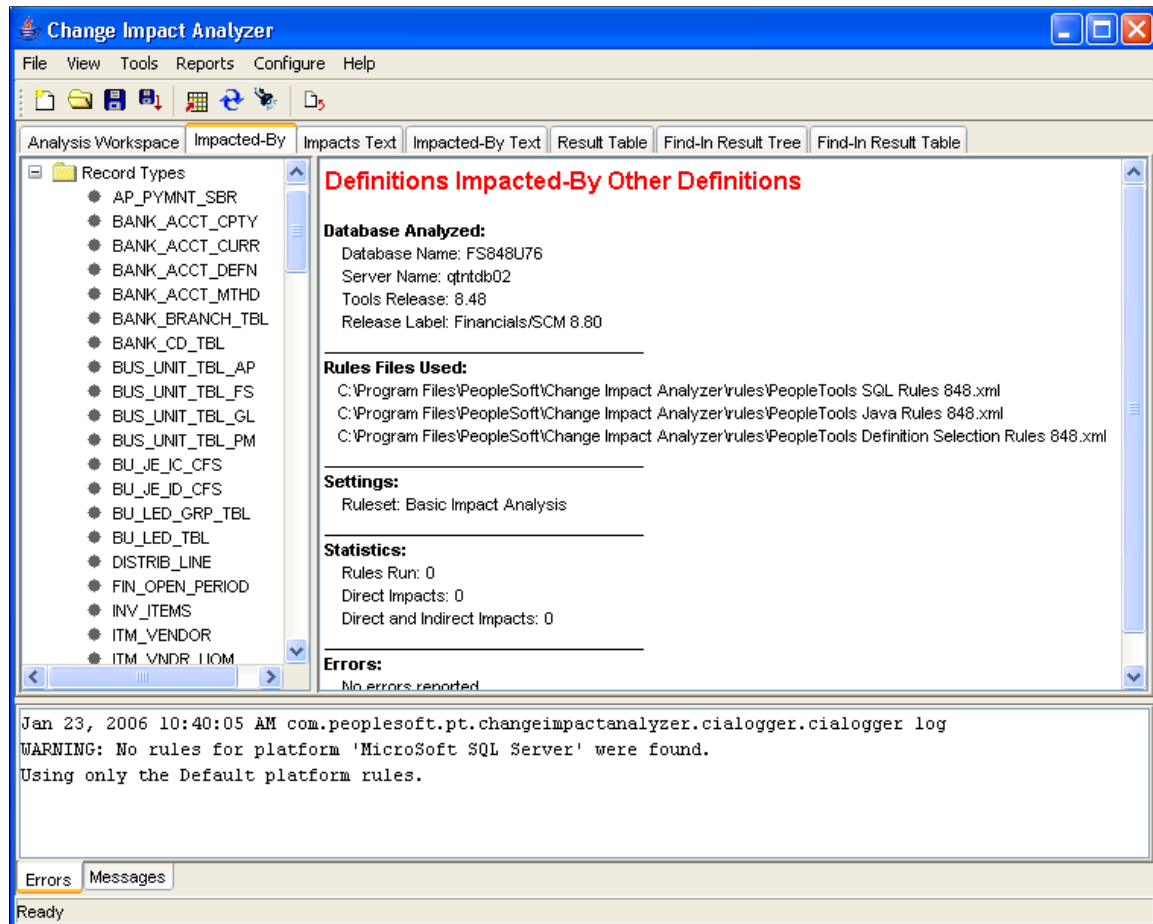 Change Impact Analyzer
File View Tools Reports Configure Help
Analysis Workspace Impacted-By Impacts Text Impacted-By Text Result Table Find-In Result Tree Find-In Result Table
Record Types
AP_PYMNT_SBR
BANK_ACCT_CPTY
BANK_ACCT_CURR
BANK_ACCT_DEFN
BANK_ACCT_MTHD
BANK_BRANCH_TBL
BANK_CD_TBL
BUS_UNIT_TBL_AP
BUS_UNIT_TBL_FS
BUS_UNIT_TBL_GL
BUS_UNIT_TBL_PM
BU_JE_IC_CFS
BU_JE_ID_CFS
BU_LED_GRP_TBL
BU_LED_TBL
DISTRIB_LINE
FIN_OPEN_PERIOD
INV_ITEMS
ITM_VENDOR
ITM_VNDR_UOM
Definitions Impacted-By Other Definitions
Database Analyzed:
Database Name: FS848U76
Server Name: qtntdb02
Tools Release: 8.48
Release Label: Financials/SCM 8.80
Rules Files Used:
C:\Program Files\PeopleSoft\Change Impact Analyzer\rules\PeopleTools SQL Rules 848.xml
C:\Program Files\PeopleSoft\Change Impact Analyzer\rules\PeopleTools Java Rules 848.xml
C:\Program Files\PeopleSoft\Change Impact Analyzer\rules\PeopleTools Definition Selection Rules 848.xml
Settings:
Ruleset: Basic Impact Analysis
Statistics:
Rules Run: 0
Direct Impacts: 0
Direct and Indirect Impacts: 0
Errors:
No errors reported
Jan 23, 2006 10:40:05 AM com.peoplesoft.pt.changeimpactanalyzer.cialogger.cialogger log
WARNING: No rules for platform 'MicroSoft SQL Server' were found.
Using only the Default platform rules.
Errors Messages
Ready